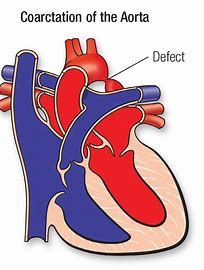 Coarctation of the Aorta
Defect